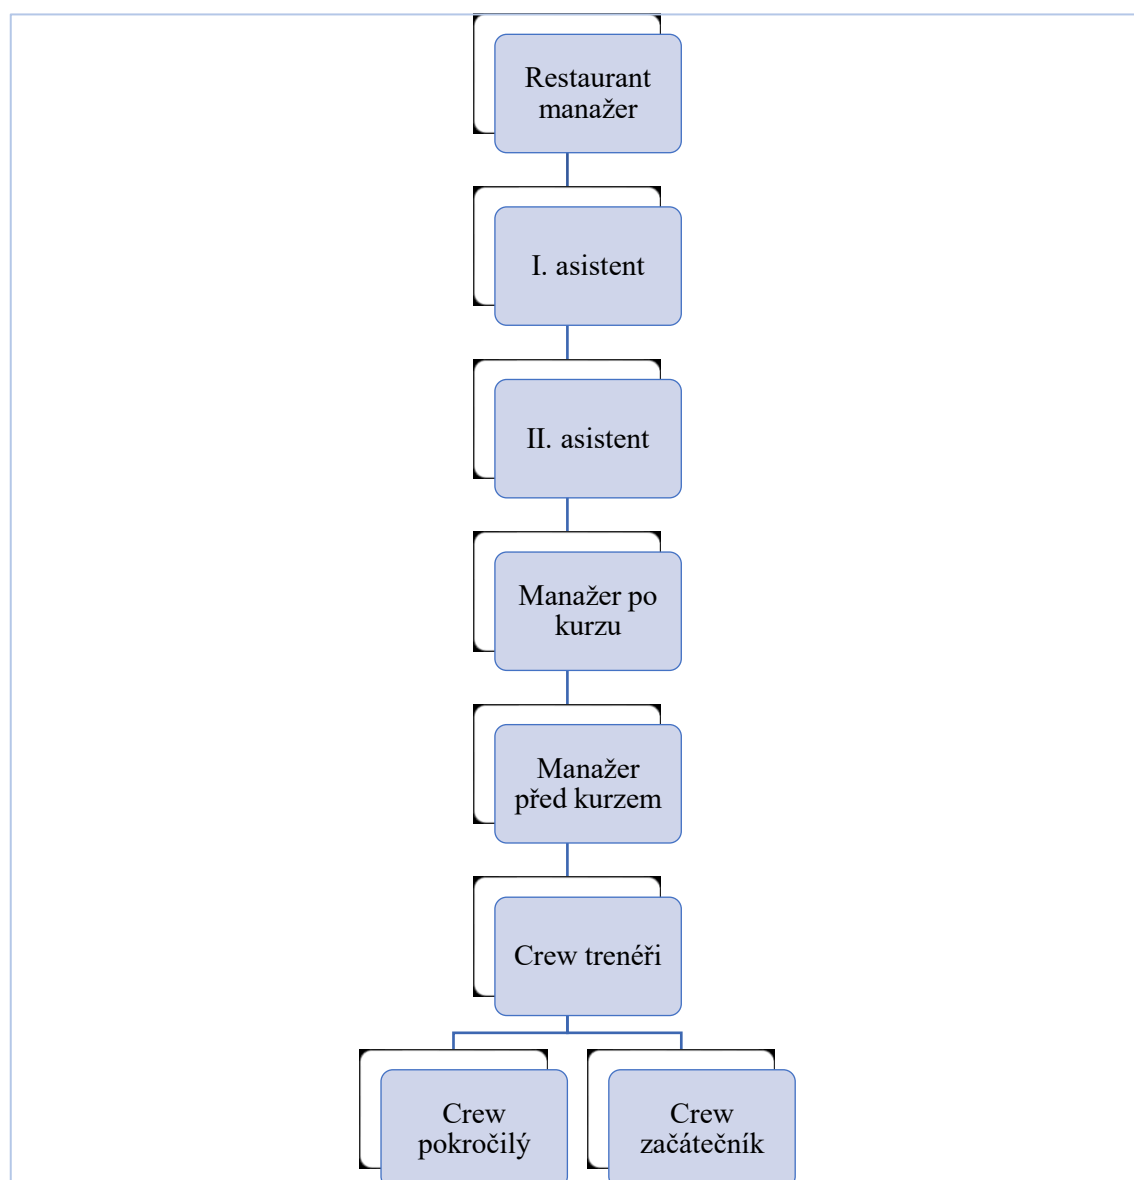 Restaurant
manažer
I. asistent
II. asistent
Manažer po
kurzu
Manažer
před kurzem
Crew trenéři
Crew
pokročilý
Crew
začátečník